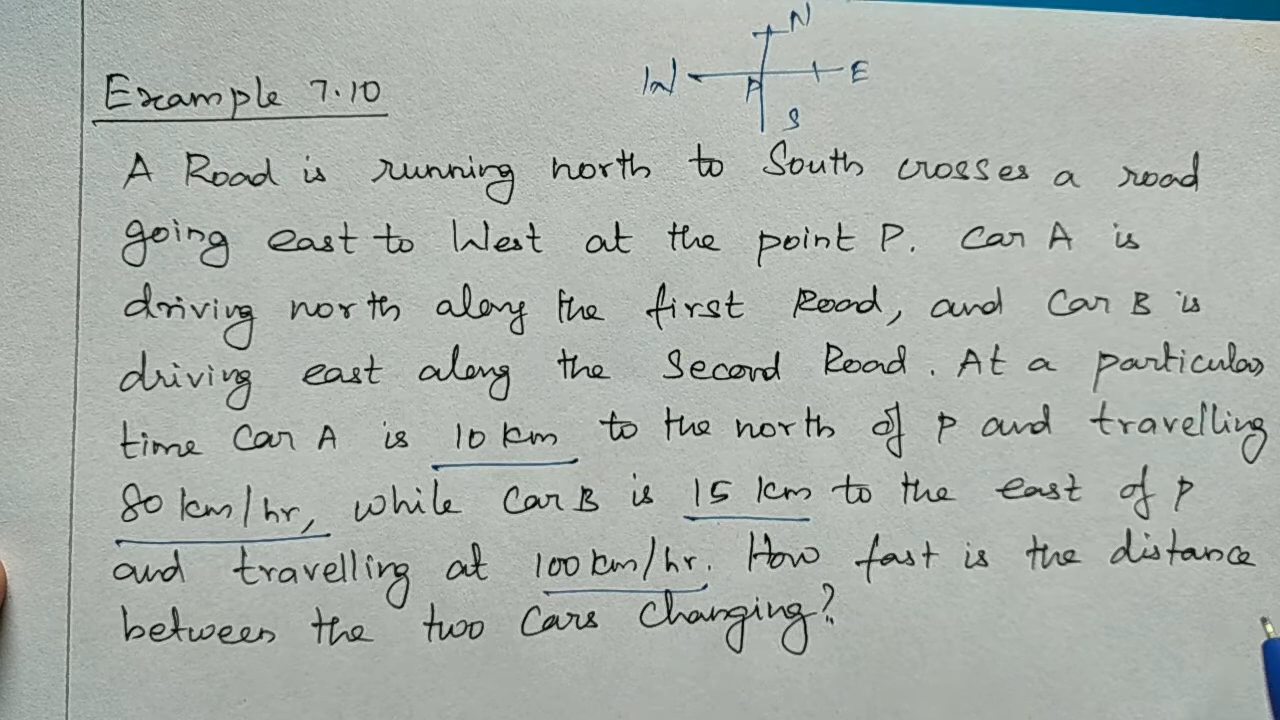 N
W E
P
S
Example 7.10
A Road is running north to South crosses a road
going east to West at the point P. Car A is
driving north along the first Road, and Car B is
driving east along the Second Road. At a particular
time Car A is 10 km to the north of P and travelling
80 km/hr, while Car B is 15 km to the east of P
and travelling at 100 km/hr. How fast is the distance
between the two Cars Changing?